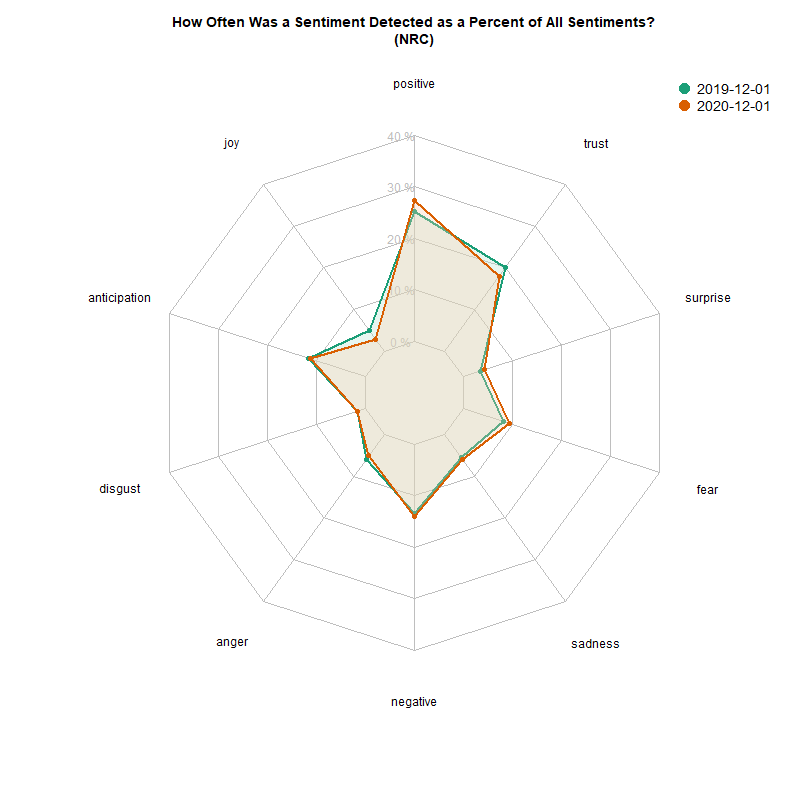 How Often Was a Sentiment Detected as a Percent of All Sentiments?
(NRC)
2019-12-01
2020-12-01
positive
trust
joy
40 %
30 %
20 %
10 %
0 %
anticipation
surprise
disgust
fear
anger
sadness
negative